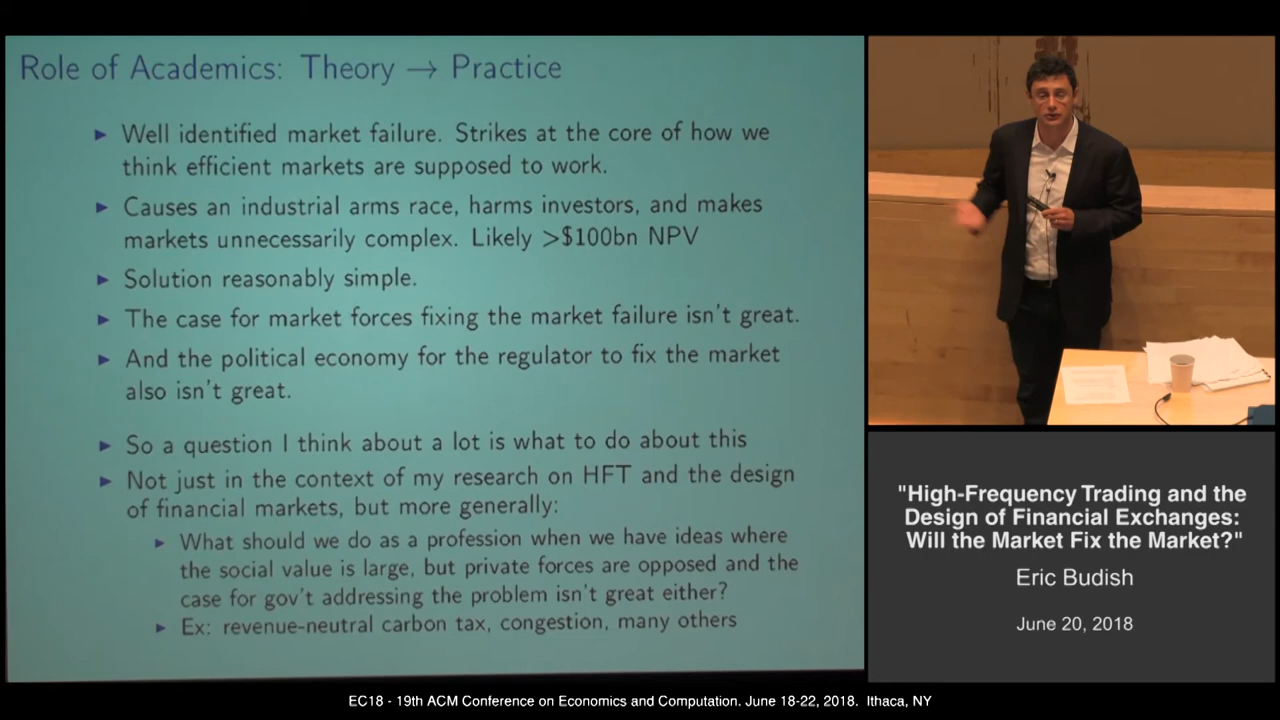 Role of Academics: Theory → Practice
▶ Well identified market failure. Strikes at the core of how we
think efficient markets are supposed to work.
▶ Causes an industrial arms race, harms investors, and makes
markets unnecessarily complex. Likely >$100bn NPV
▶ Solution reasonably simple.
▶ The case for market forces fixing the market failure isn't great.
▶ And the political economy for the regulator to fix the market
also isn't great.
▶ So a question I think about a lot is what to do about this
▶ Not just in the context of my research on HFT and the design
of financial markets, but more generally:
▶ What should we do as a profession when we have ideas where
the social value is large, but private forces are opposed and the
case for gov't addressing the problem isn't great either?
▶ Ex: revenue-neutral carbon tax, congestion, many others
"High-Frequency Trading and the
Design of Financial Exchanges:
Will the Market Fix the Market?"
Eric Budish
June 20, 2018
EC18 - 19th ACM Conference on Economics and Computation. June 18-22, 2018. Ithaca, NY